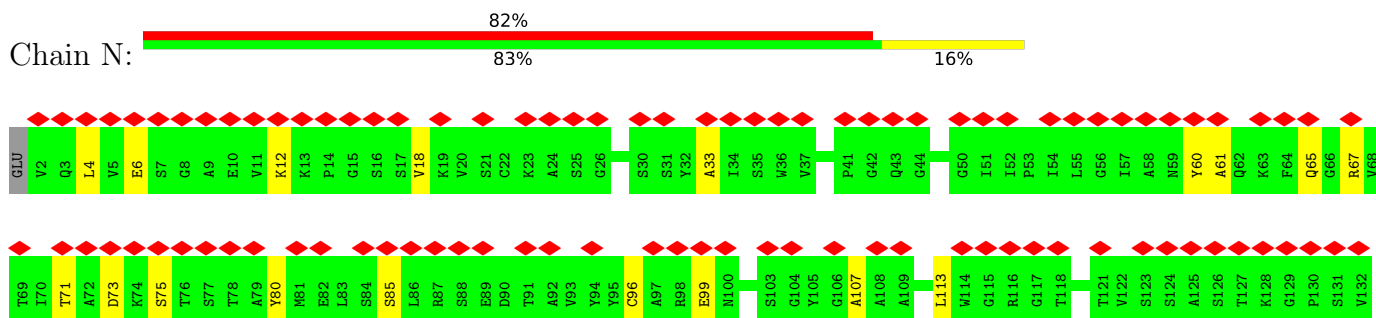 82%
Chain N:
83% 16%
GLU V2 Q3 L4 V5 E6 S7 G8 A9 E10 V11 K12 K13 P14 G15 S16 S17 V18 K19 V20 S21 C22 K23 A24 S25 G26 S30 S31 Y32 A33 I34 S35 W36 V37 P41 G42 Q43 G44 G50 I51 I52 P53 I54 L55 G56 I57 A58 N59 Y60 A61 Q62 K63 F64 Q65 G66 R67 V68
T69 I70 T71 A72 D73 K74 S75 T76 S77 T78 A79 Y80 M81 E82 L83 S84 S85 L86 R87 S88 E89 D90 T91 A92 V93 Y94 Y95 C96 A97 R98 E99 N100 S103 G104 Y105 G106 A107 A108 A109 L113 W114 G115 R116 G117 T118 T121 V122 S123 S124 A125 S126 T127 K128 G129 P130 S131 V132